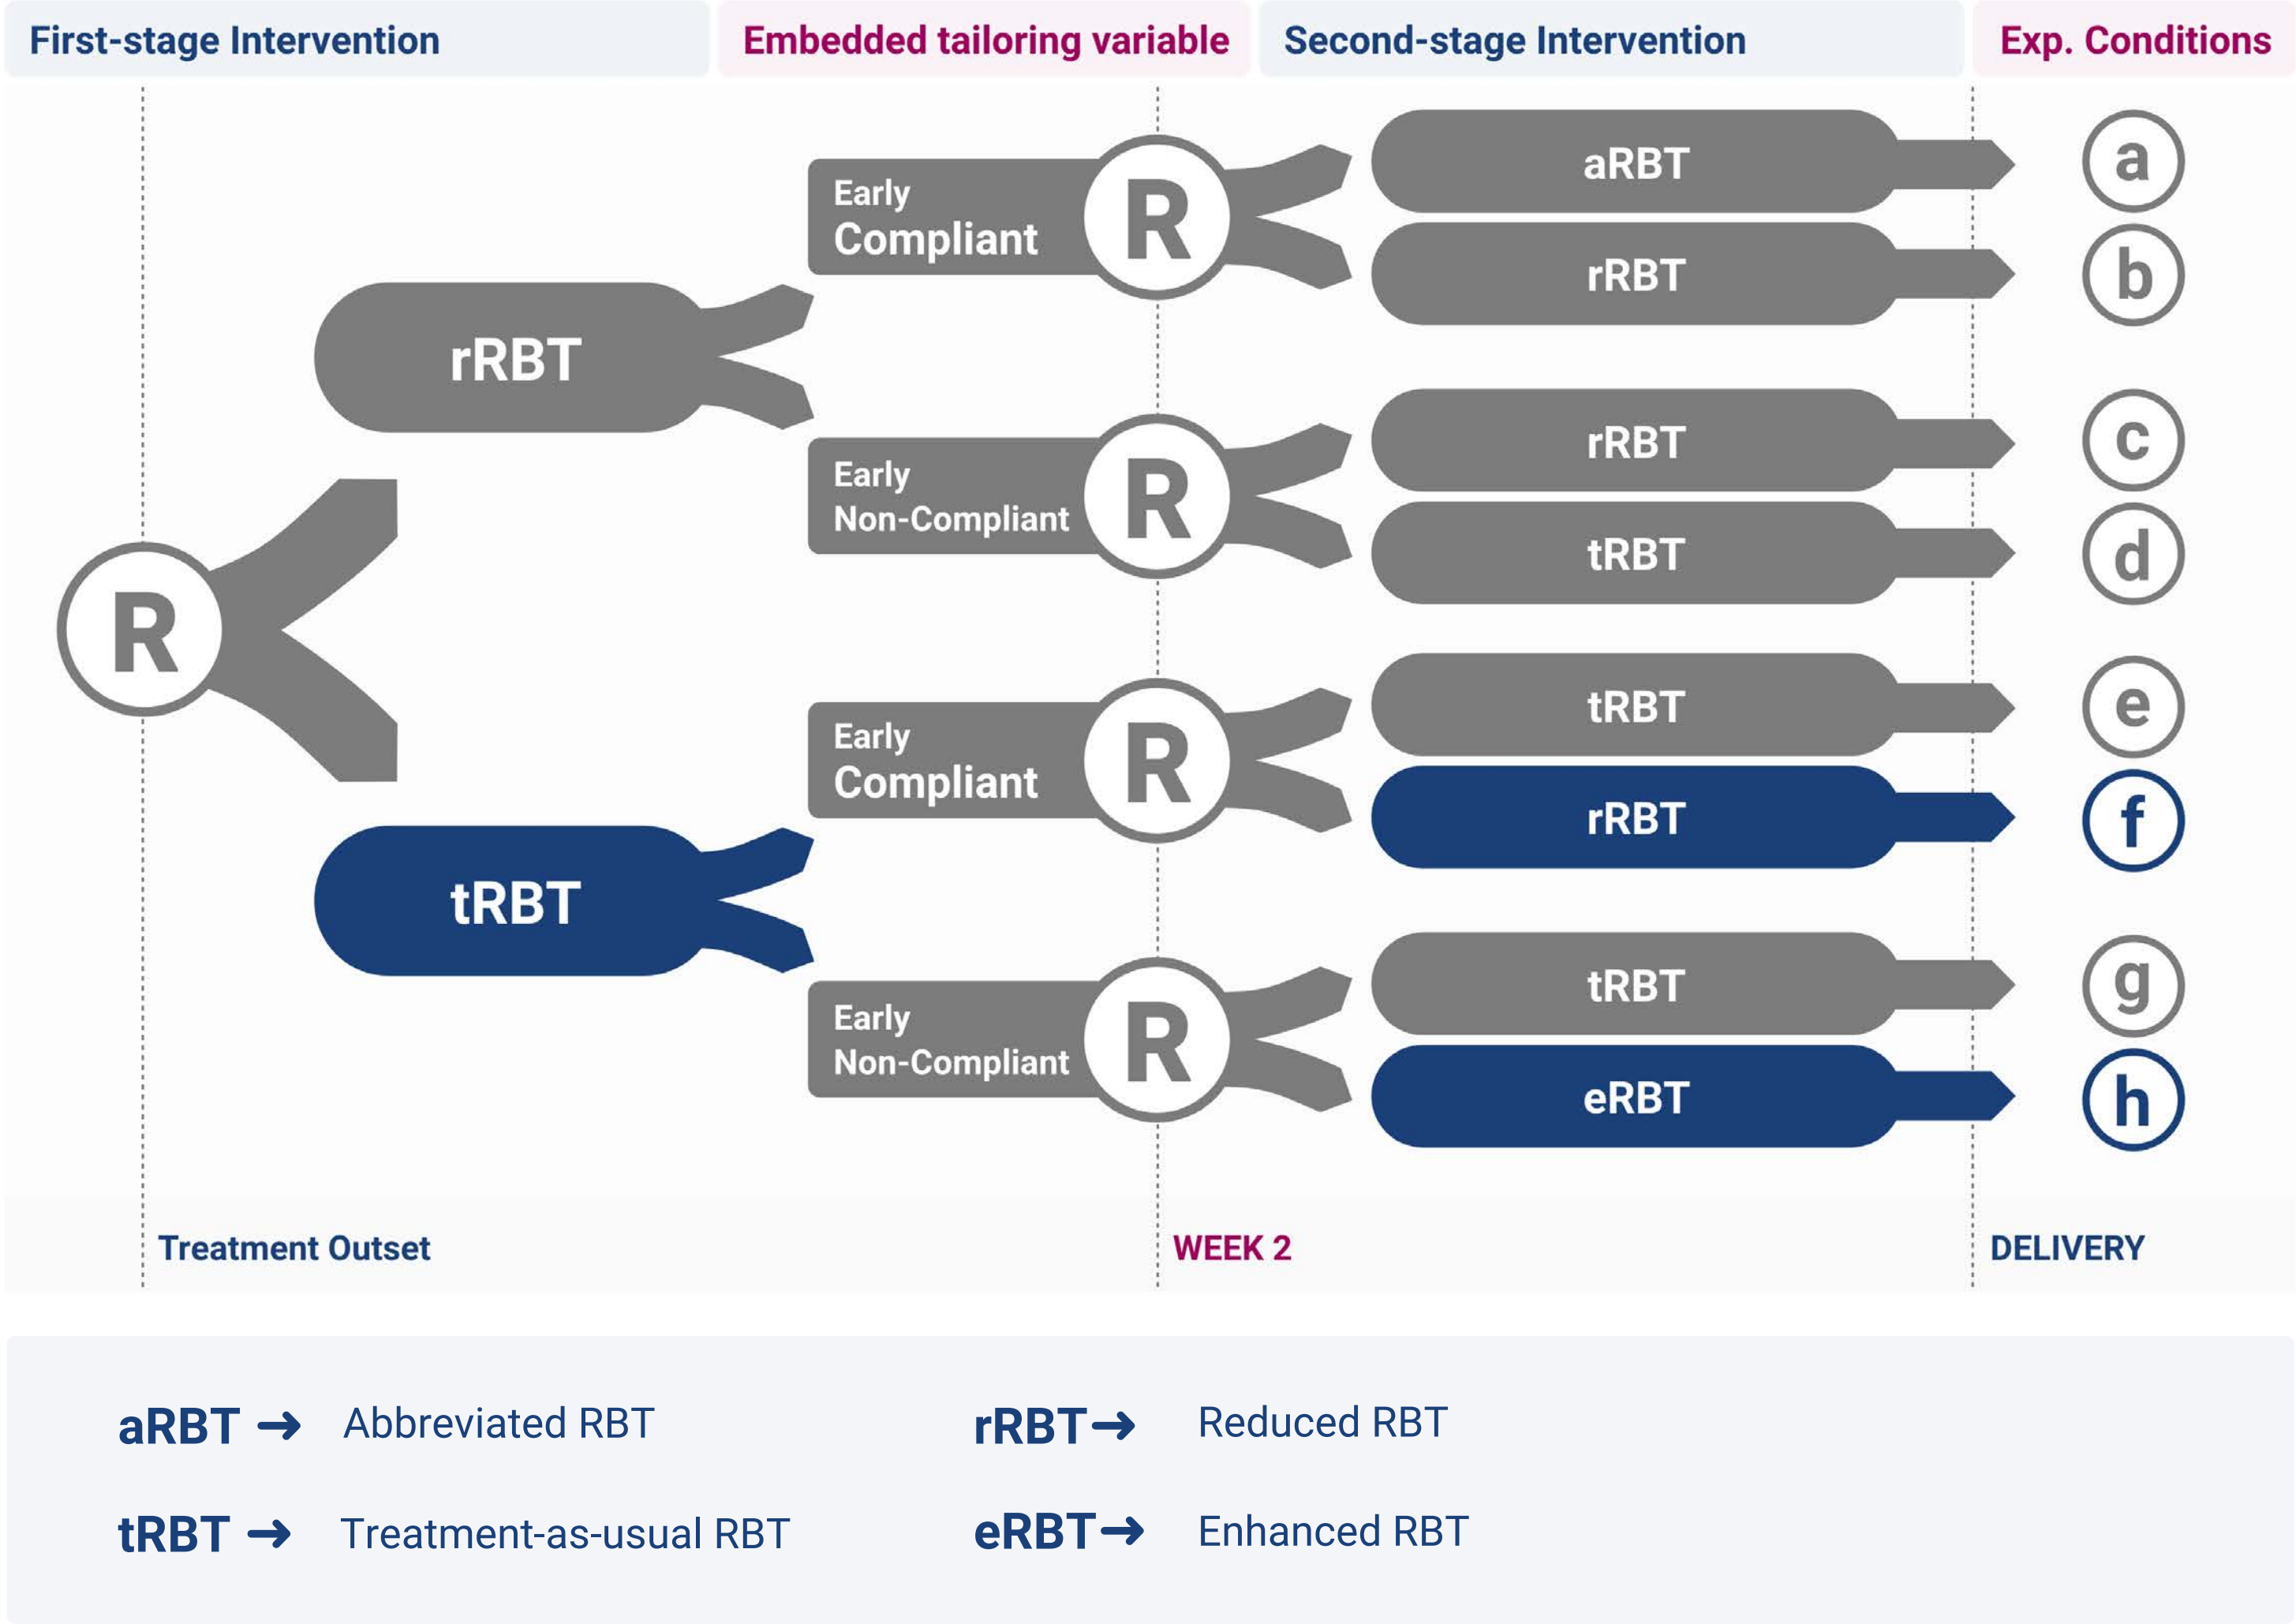 First-stage Intervention
Embedded tailoring variable
Second-stage Intervention
Exp. Conditions
R
rRBT
Early
Compliant
R
aRBT
a
rRBT
b
Early
Non-Compliant
R
rRBT
c
tRBT
d
tRBT
Early
Compliant
R
tRBT
e
rRBT
f
Early
Non-Compliant
R
tRBT
g
eRBT
h
Treatment Outset
WEEK 2
DELIVERY
aRBT → Abbreviated RBT
rRBT → Reduced RBT
tRBT → Treatment-as-usual RBT
eRBT → Enhanced RBT